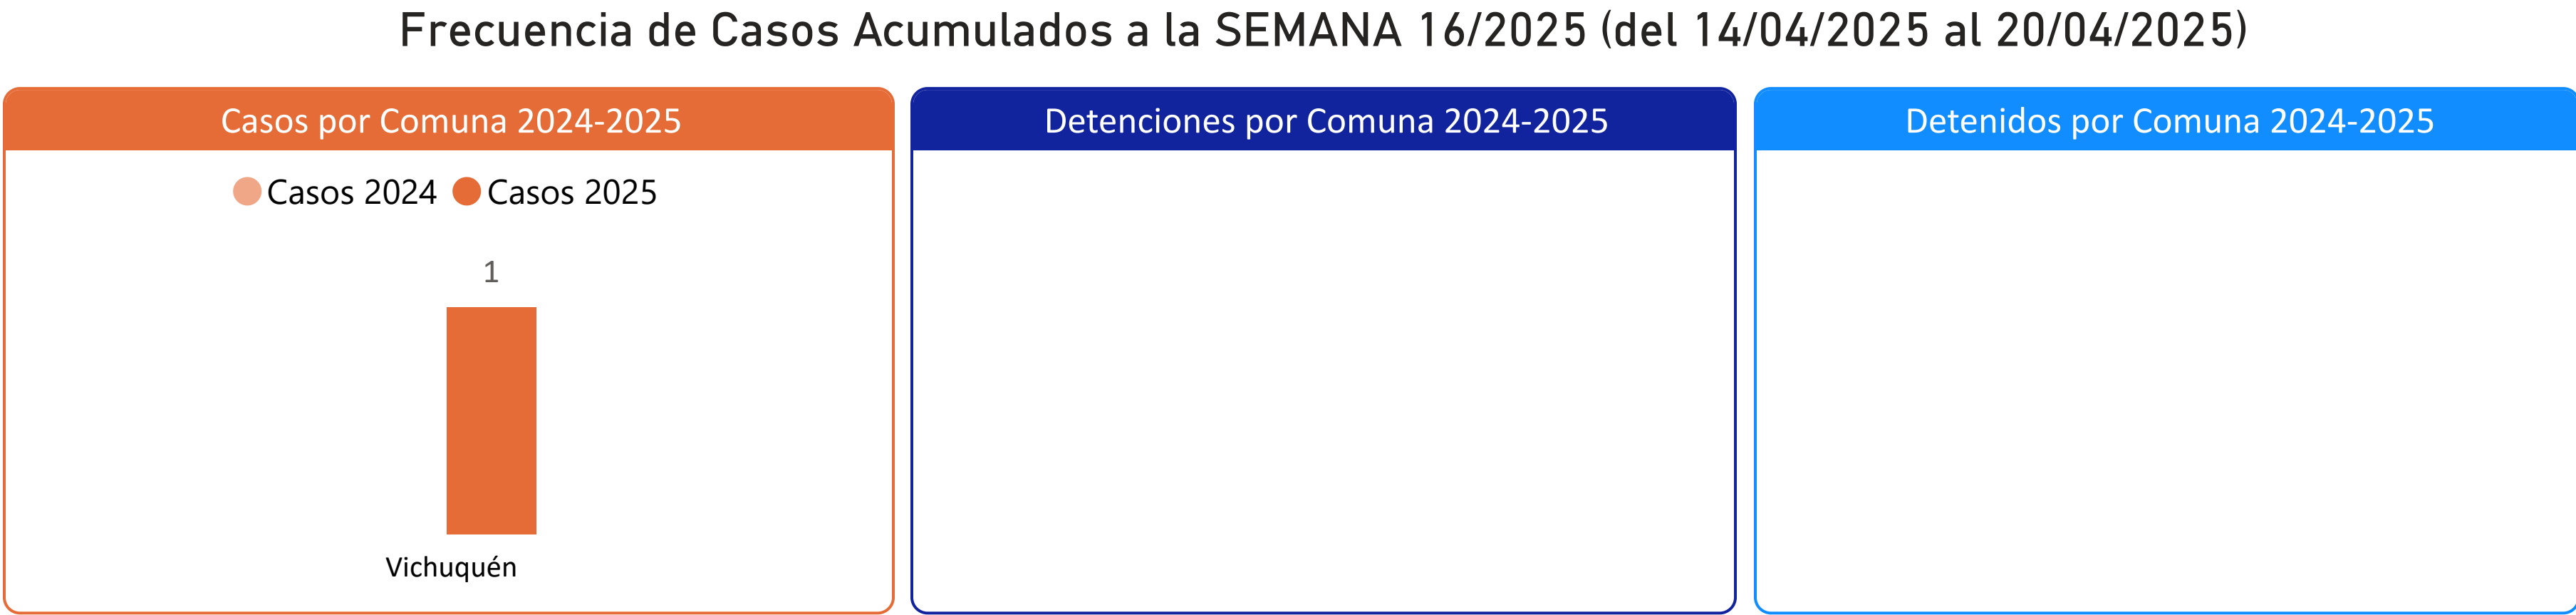 Frecuencia de Casos Acumulados a la SEMANA 16/2025 (del 14/04/2025 al 20/04/2025)
Casos por Comuna 2024-2025
Casos 2024 Casos 2025
1
Vichuquén
Detenciones por Comuna 2024-2025
Detenidos por Comuna 2024-2025